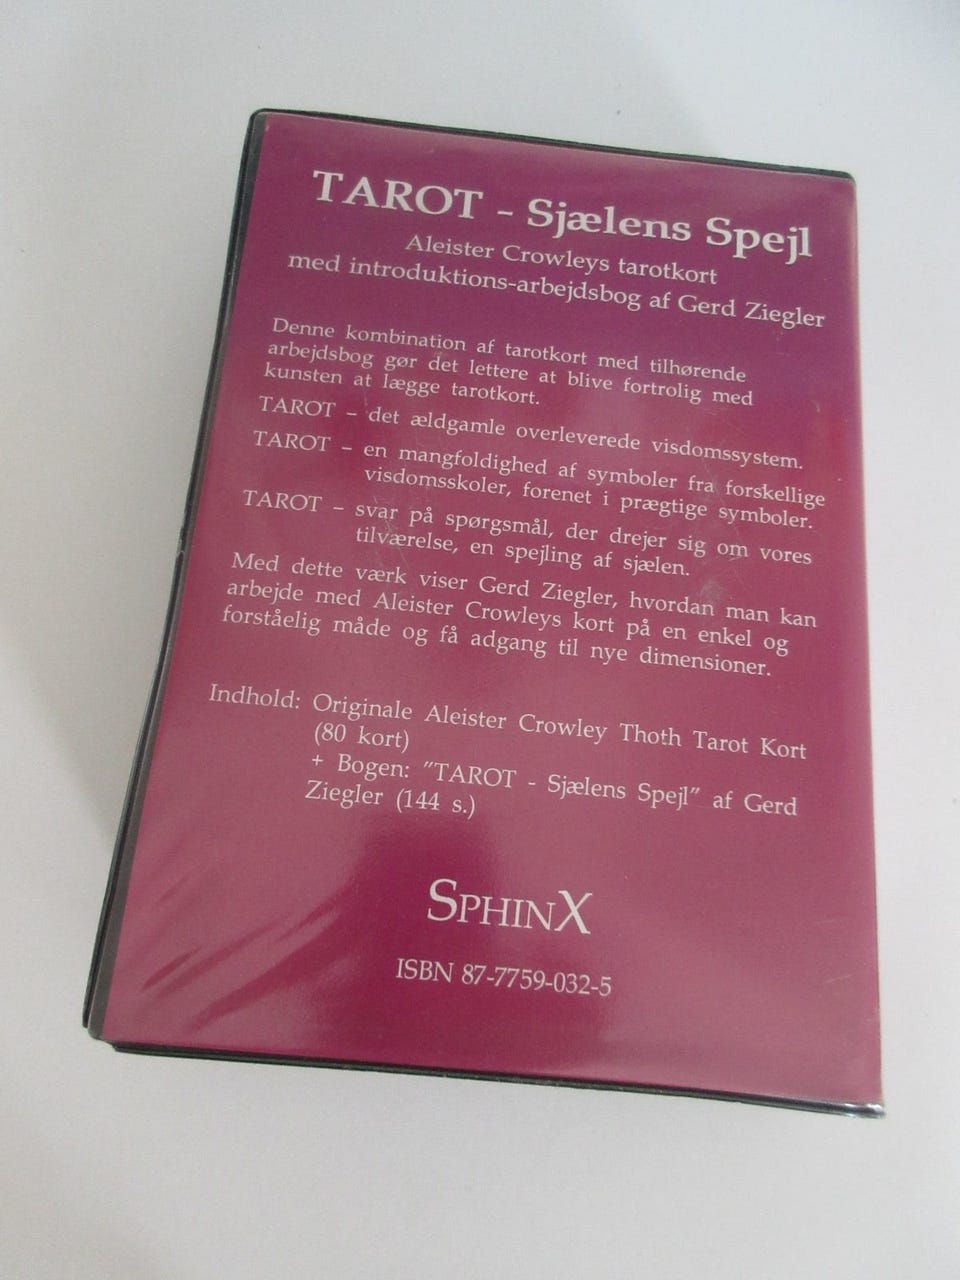 TAROT - Sjælens Spejl
Aleister Crowleys tarotkort
med introduktions-arbejdsbog af Gerd Ziegler
Denne kombination af tarotkort med tilhørende
arbejdsbog gør det lettere at blive fortrolig med
kunsten at lægge tarotkort.
TAROT – det ældgamle overleverede visdomssystem.
TAROT – en mangfoldighed af symboler fra forskellige
visdomsskoler, forenet i prægtige symboler.
TAROT – svar på spørgsmål, der drejer sig om vores
tilværelse, en spejling af sjælen.
Med dette værk viser Gerd Ziegler, hvordan man kan
arbejde med Aleister Crowleys kort på en enkel og
forståelig måde og få adgang til nye dimensioner.
Indhold: Originale Aleister Crowley Thoth Tarot Kort
(80 kort)
+ Bogen: ”TAROT - Sjælens Spejl” af Gerd
Ziegler (144 s.)
SPHINX
ISBN 87-7759-032-5